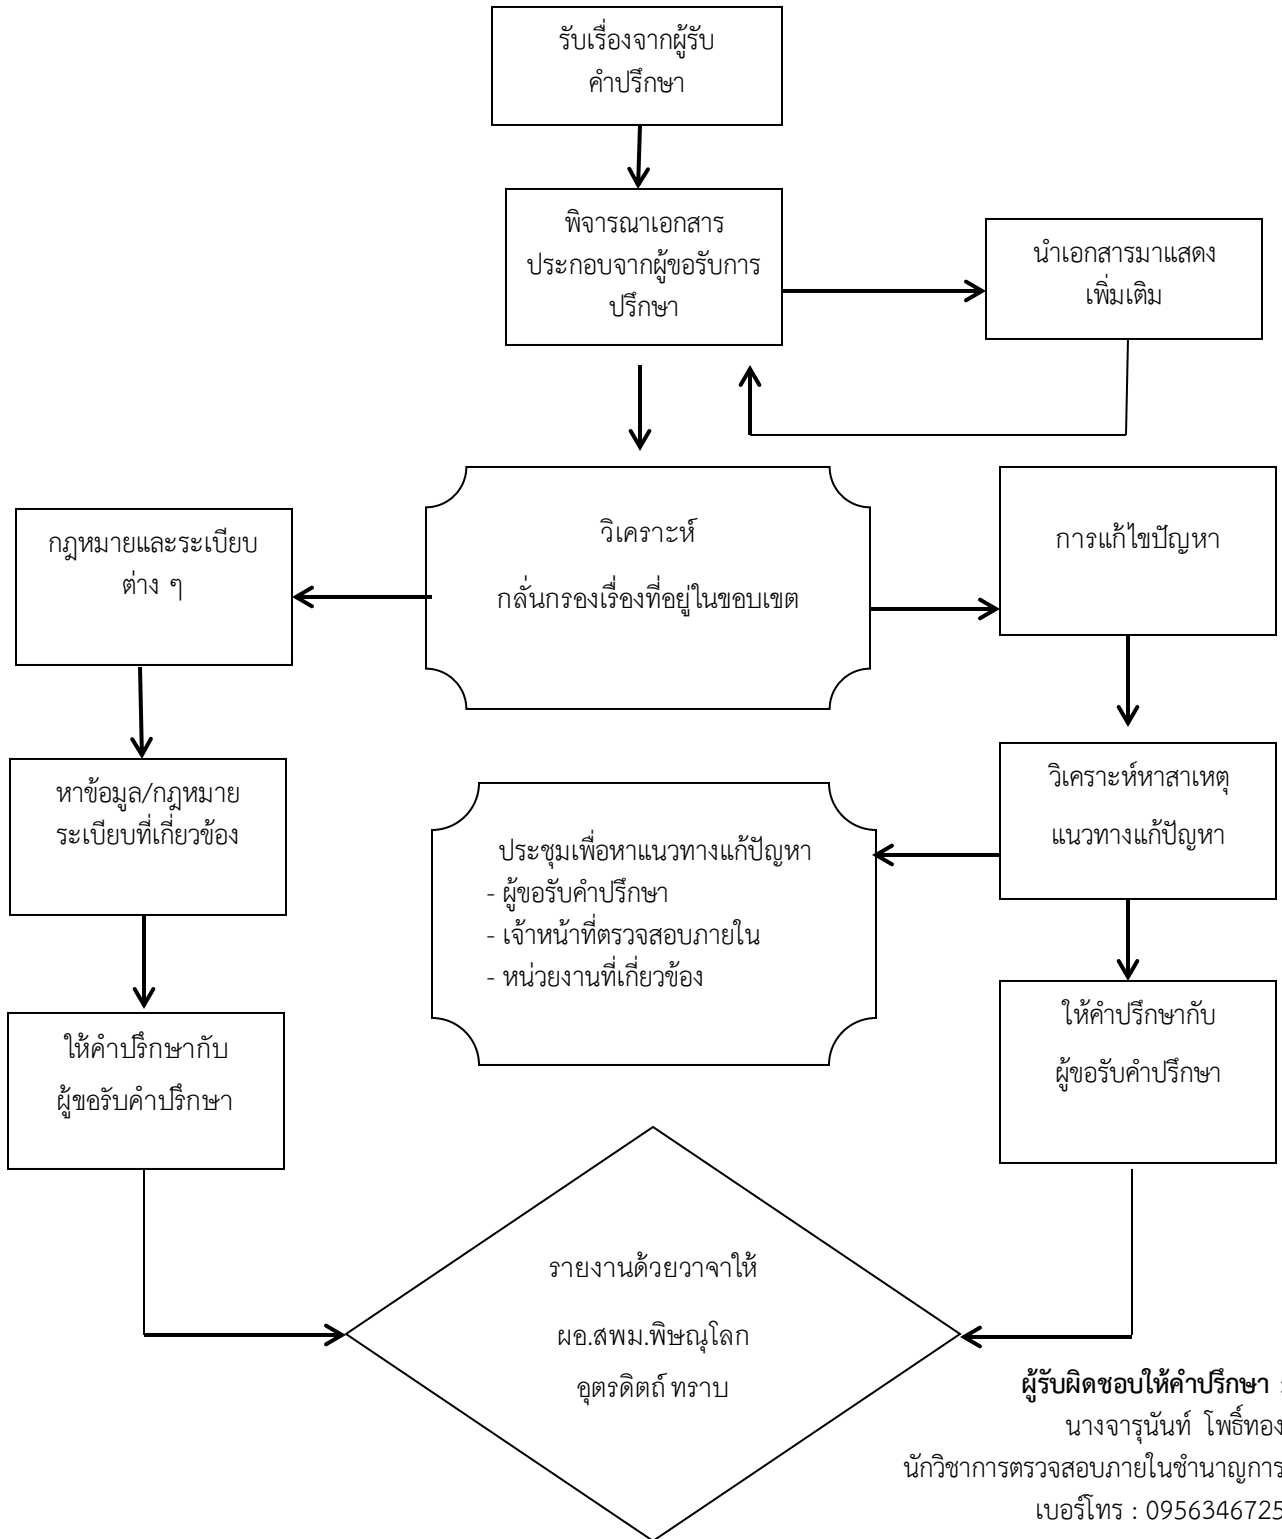 รับเรื่องจากผู้รับ
คำปรึกษา
พิจารณาเอกสาร
ประกอบจากผู้ขอรับการ
ปรึกษา
นำเอกสารมาแสดง
เพิ่มเติม
วิเคราะห์
กลั่นกรองเรื่องที่อยู่ในขอบเขต
กฎหมายและระเบียบ
ต่าง ๆ
การแก้ไขปัญหา
หาข้อมูล/กฎหมาย
ระเบียบที่เกี่ยวข้อง
วิเคราะห์หาสาเหตุ
แนวทางแก้ปัญหา
ประชุมเพื่อหาแนวทางแก้ปัญหา
- ผู้ขอรับคำปรึกษา
- เจ้าหน้าที่ตรวจสอบภายใน
- หน่วยงานที่เกี่ยวข้อง
ให้คำปรึกษากับ
ผู้ขอรับคำปรึกษา
ให้คำปรึกษากับ
ผู้ขอรับคำปรึกษา
รายงานด้วยวาจาให้
ผอ.สพม.พิษณุโลก
อุตรดิตถ์ ทราบ
ผู้รับผิดชอบให้คำปรึกษา :
นางจารุนันท์ โพธิ์ทอง
นักวิชาการตรวจสอบภายในชำนาญการ
เบอร์โทร : 0956346725